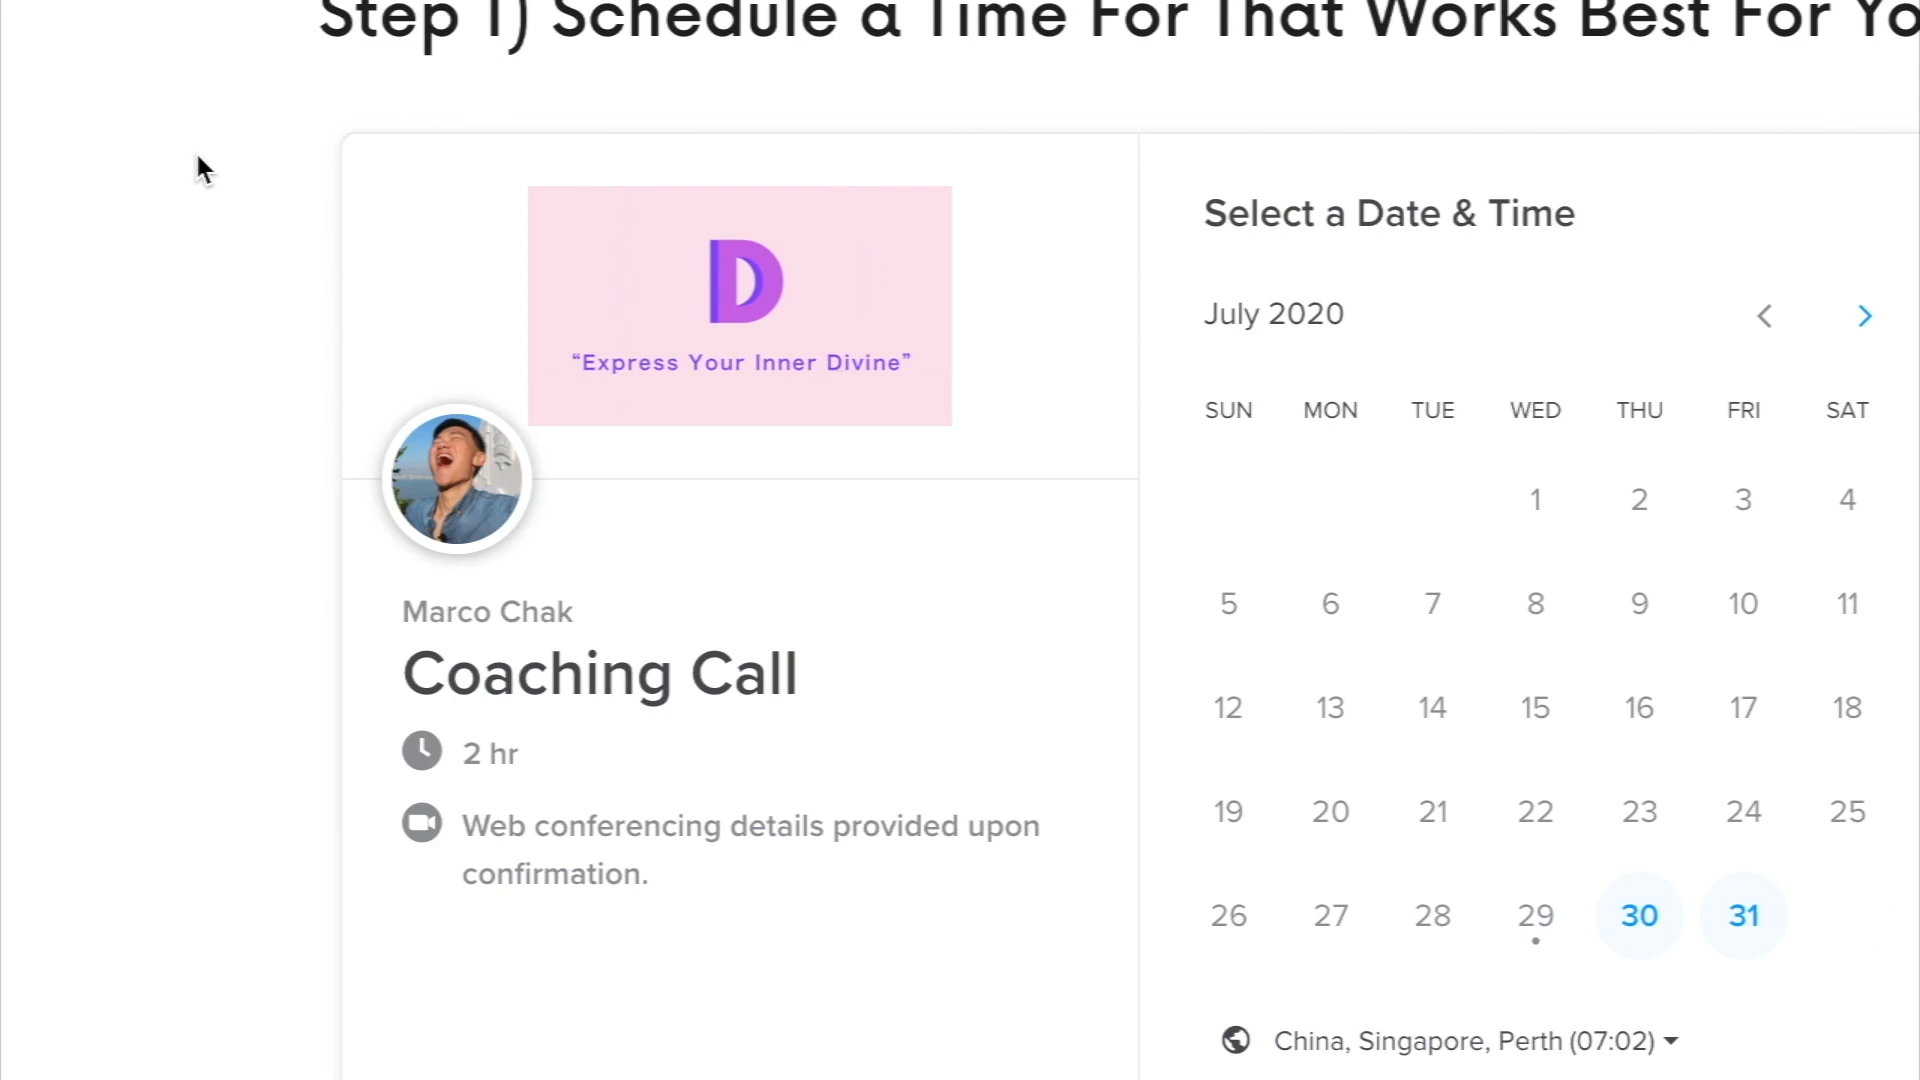 Step 1) Schedule a Time For That Works Best For Yo
D
“Express Your Inner Divine”
Marco Chak
Coaching Call
2 hr
Web conferencing details provided upon
confirmation.
Select a Date & Time
July 2020
SUN MON TUE WED THU FRI SAT
1 2 3 4
5 6 7 8 9 10 11
12 13 14 15 16 17 18
19 20 21 22 23 24 25
26 27 28 29 30 31
China, Singapore, Perth (07:02)